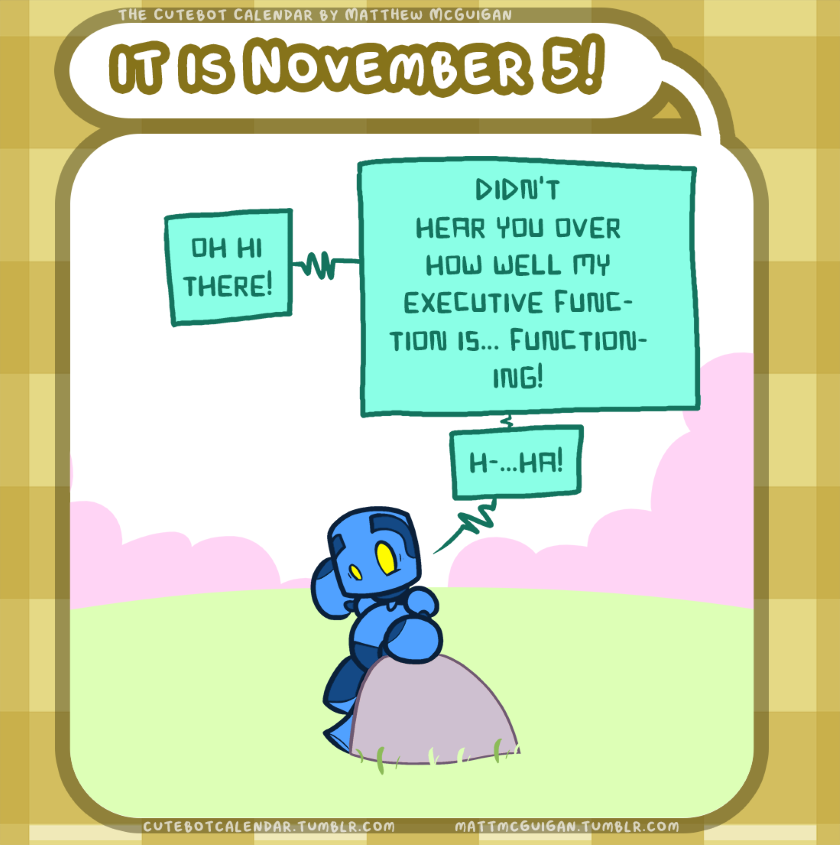 THE CUTEBOT CALENDAR BY MATTHEW MCGUIGAN
IT IS NOVEMBER 5!
OH HI
THERE!
DIDN'T
HEAR YOU OVER
HOW WELL MY
EXECUTIVE FUNC-
TION IS... FUNCTION-
ING!
H-...HA!
CUTEBOTCALENDAR.TUMBLR.COM
MATTMCGUIGAN.TUMBLR.COM